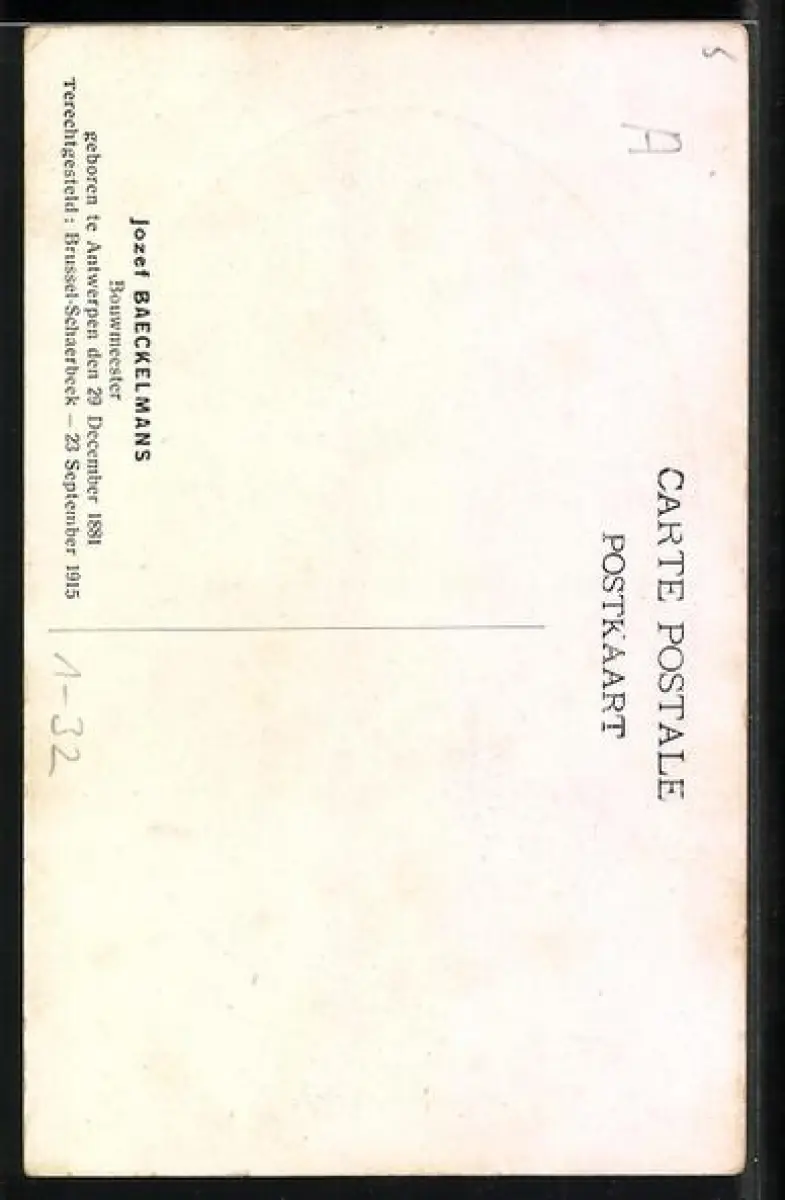 CARTE POSTALE
POSTKAART
A
Jozef BAECKELMANS
Bouwmeester
geboren te Antwerpen den 29 December 1881
Terechtgesteld : Brussel-Schaerbeek — 23 September 1915
1-32